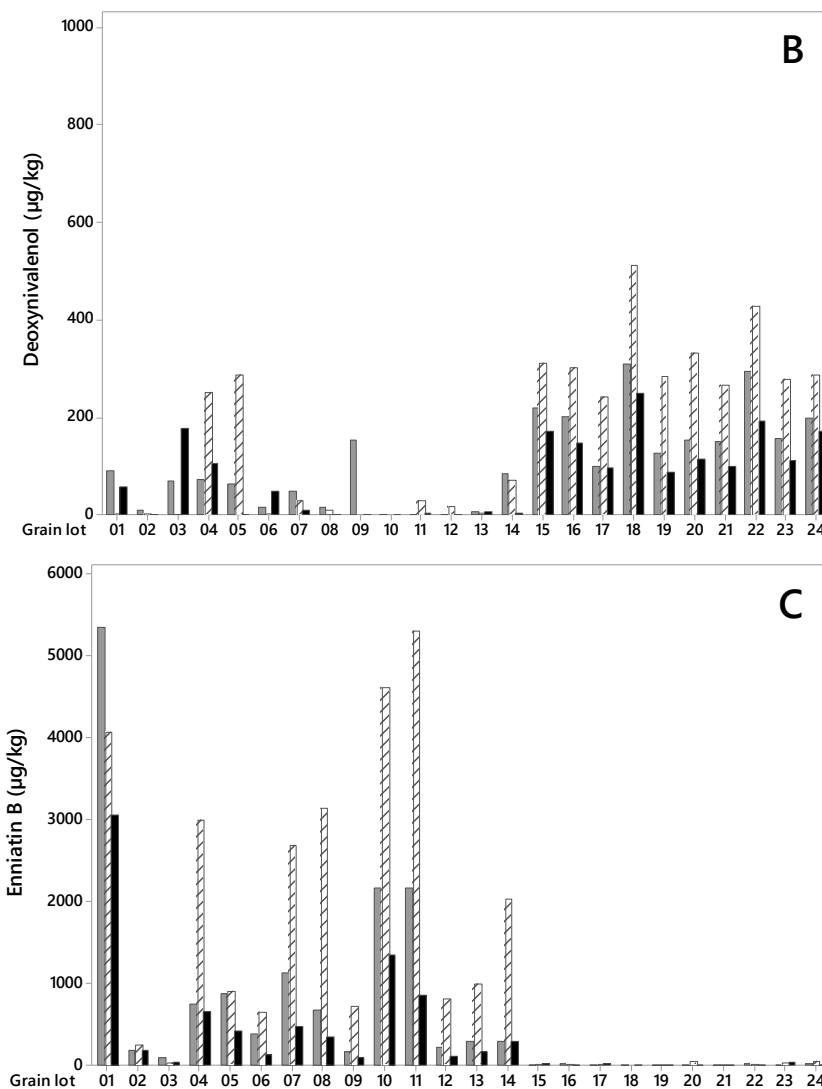 B
1000
800
600
400
200
0
Deoxynivalenol (µg/kg)
Grain lot 01 02 03 04 05 06 07 08 09 10 11 12 13 14 15 16 17 18 19 20 21 22 23 24
C
6000
5000
4000
3000
2000
1000
0
Enniatin B (µg/kg)
Grain lot 01 02 03 04 05 06 07 08 09 10 11 12 13 14 15 16 17 18 19 20 21 22 23 24